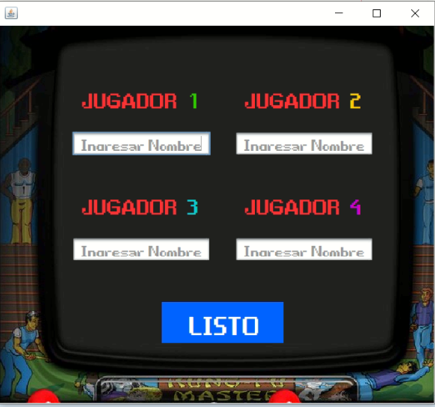 JUGADOR 1 JUGADOR 2
Ingresar Nombre Ingresar Nombre
JUGADOR 3 JUGADOR 4
Ingresar Nombre Ingresar Nombre
LISTO
KUNG-FU
MASTER